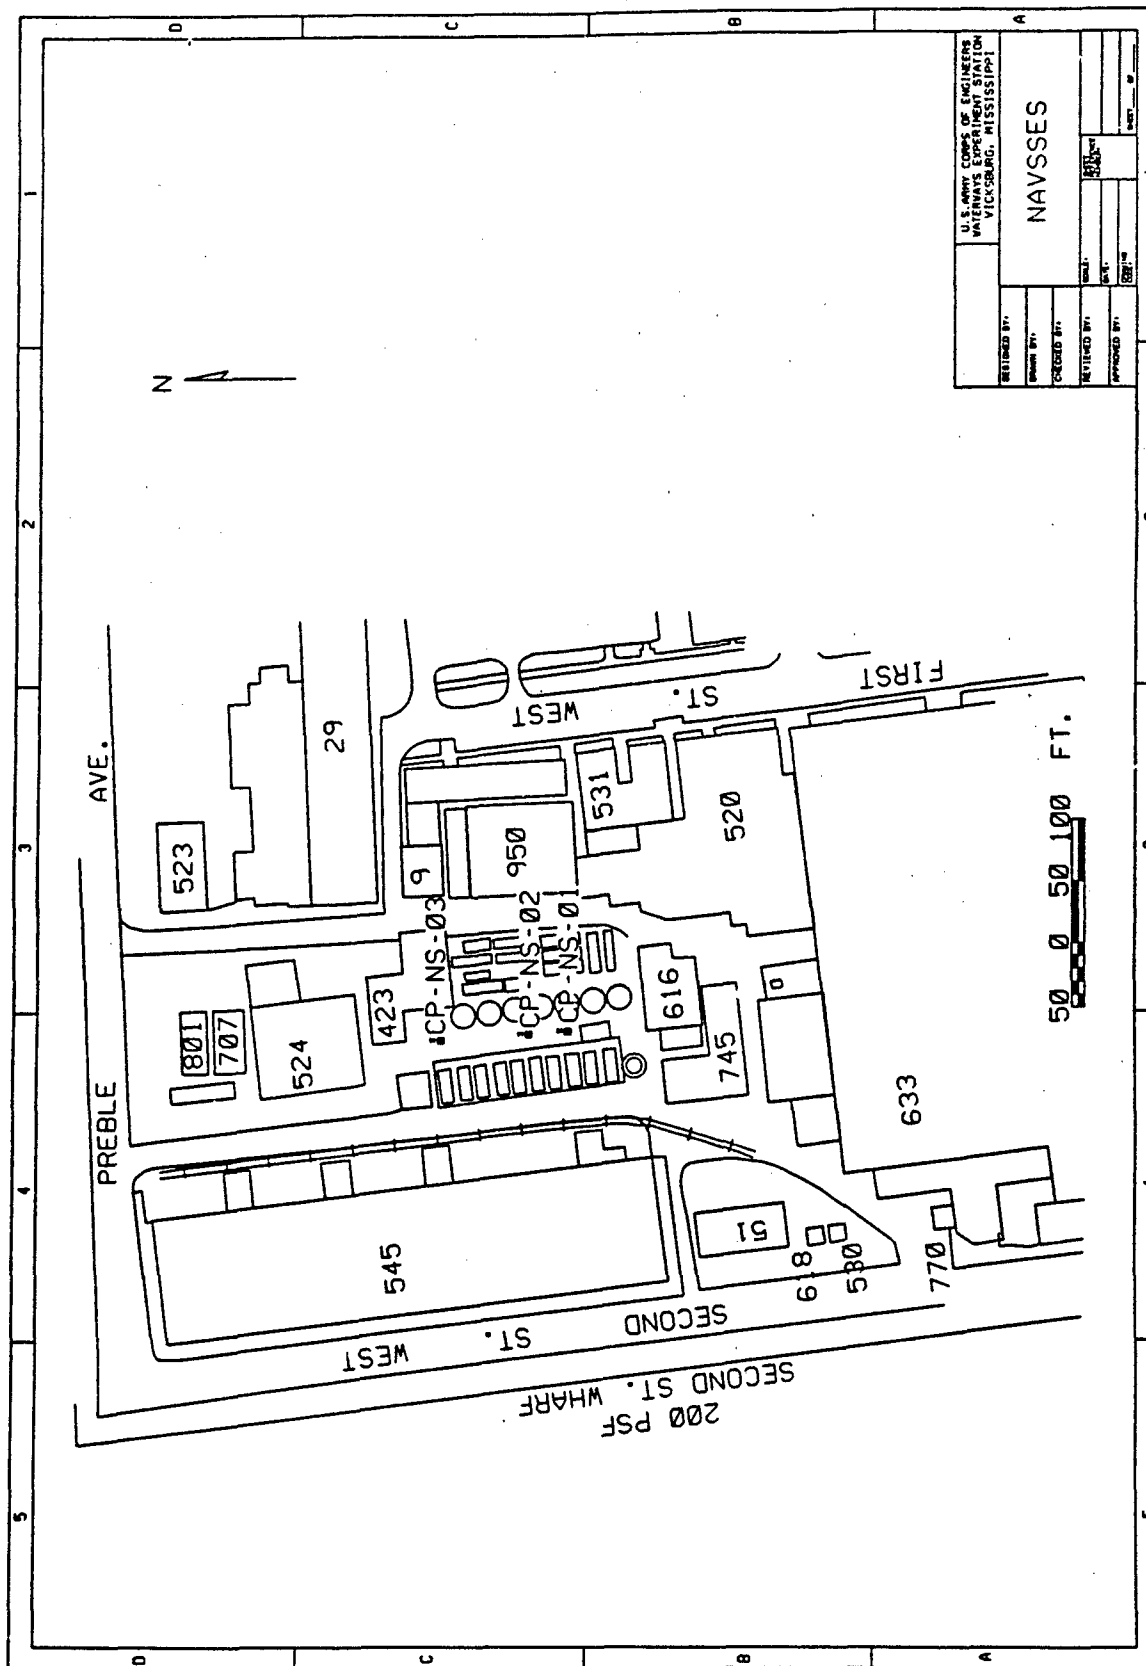 5
4
3
2
1
D
C
B
A
N
PREBLE AVE.
523
29
801
707
524
423
9
950
CP-NS-03
CP-NS-02
CP-NS-01
531
520
616
745
633
545
51
618
530
770
WEST
ST.
FIRST
WEST
ST.
SECOND
SECOND ST. WHARF
200 PSF
50 0 50 100 FT.
U.S. ARMY CORPS OF ENGINEERS
WATERWAYS EXPERIMENT STATION
VICKSBURG, MISSISSIPPI
NAVSSES
DESIGNED BY:
DRAWN BY:
CHECKED BY:
REVIEWED BY:
APPROVED BY:
SCALE:
DATE:
D
C
B
A